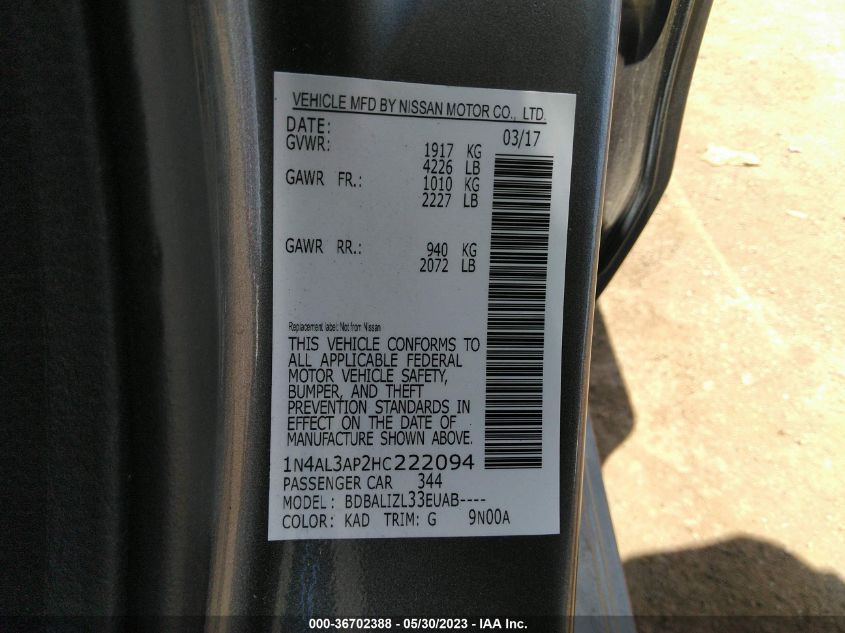 VEHICLE MFD BY NISSAN MOTOR CO., LTD.
DATE: 03/17
GVWR: 1917 KG
4226 LB
GAWR FR.: 1010 KG
2227 LB
GAWR RR.: 940 KG
2072 LB
Replacement label: Not from Nissan
THIS VEHICLE CONFORMS TO
ALL APPLICABLE FEDERAL
MOTOR VEHICLE SAFETY,
BUMPER, AND THEFT
PREVENTION STANDARDS IN
EFFECT ON THE DATE OF
MANUFACTURE SHOWN ABOVE.
1N4AL3AP2HC222094
PASSENGER CAR 344
MODEL: BDBALIZL33EUAB----
COLOR: KAD TRIM: G 9N00A
000-36702388 - 05/30/2023 - IAA Inc.